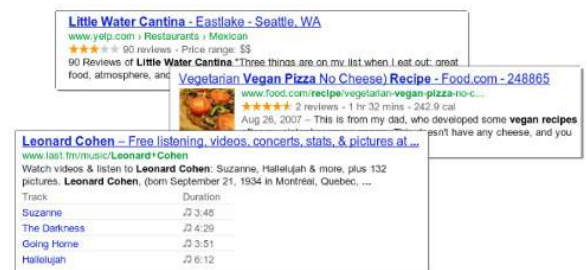 Little Water Cantina - Eastlake - Seattle, WA
www.yelp.com › Restaurants › Mexican
90 reviews - Price range: $$
90 Reviews of Little Water Cantina "Three things are on my list when I eat out: great
food, atmosphere, and
Vegetarian Vegan Pizza No Cheese) Recipe - Food.com - 248865
www.food.com/recipe/vegetarian-vegan-pizza-no-c...
2 reviews - 1 hr 32 mins - 242.9 cal
Aug 26, 2007 – This is from my dad, who developed some vegan recipes
esn't have any cheese, and you
Leonard Cohen – Free listening, videos, concerts, stats, & pictures at ...
www.last.fm/music/Leonard+Cohen
Watch videos & listen to Leonard Cohen: Suzanne, Hallelujah & more, plus 132
pictures. Leonard Cohen, (born September 21, 1934 in Montréal, Quebec, ...
Track Duration
Suzanne 3:48
The Darkness 4:29
Going Home 3:51
Hallelujah 6:12